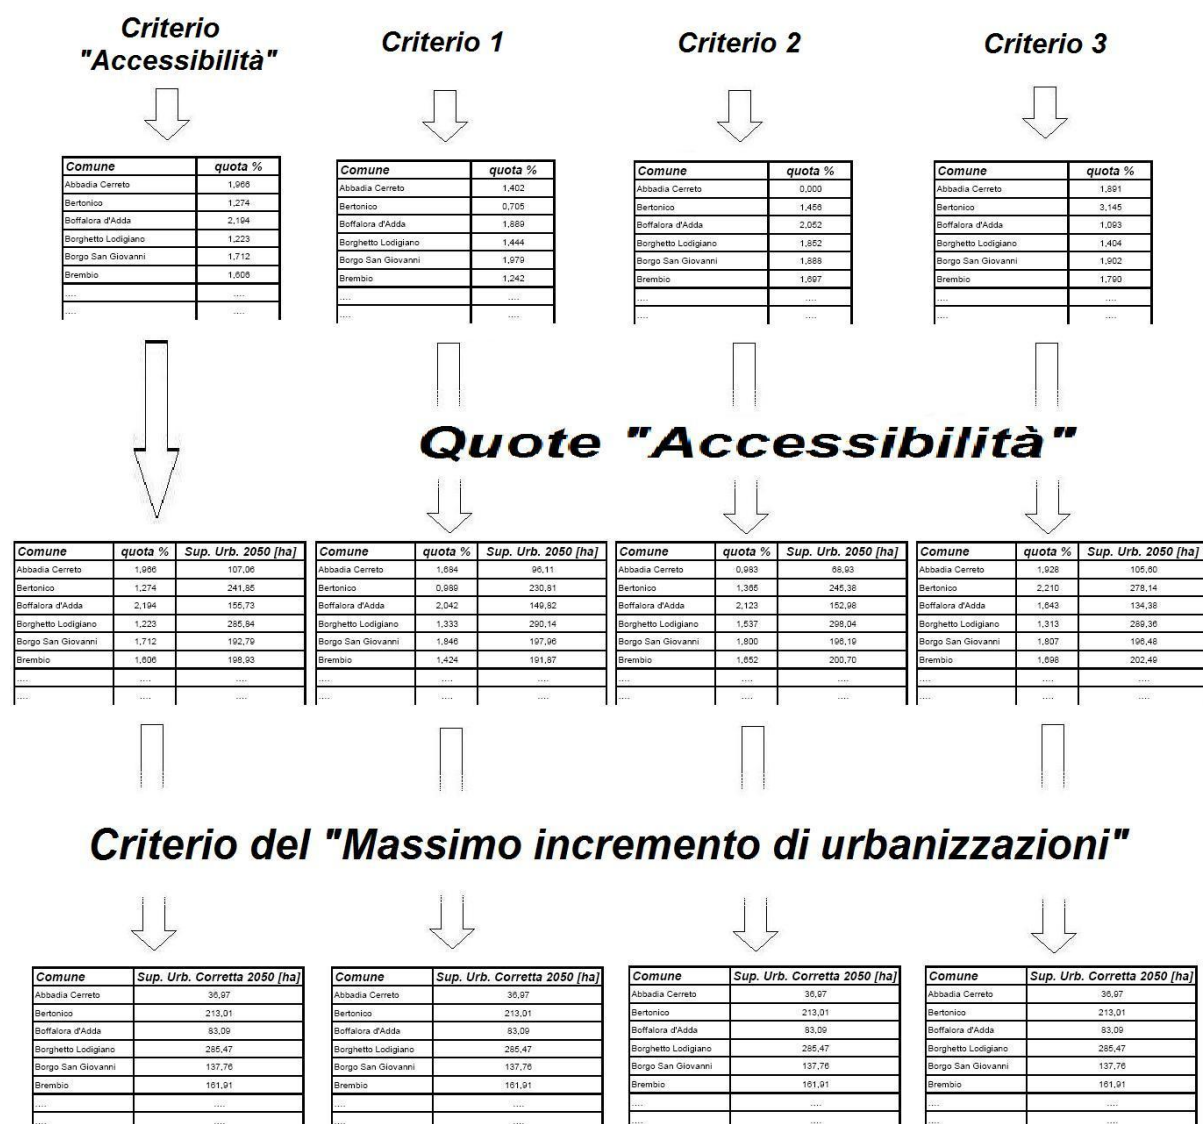 Criterio
"Accessibilità"
Criterio 1
Criterio 2
Criterio 3
Comune quota %
Abbadia Cerreto 1,966
Bertonico 1,274
Boffalora d'Adda 2,194
Borghetto Lodigiano 1,223
Borgo San Giovanni 1,712
Brembio 1,606
.... ....
.... ....
Comune quota %
Abbadia Cerreto 1,402
Bertonico 0,705
Boffalora d'Adda 1,889
Borghetto Lodigiano 1,444
Borgo San Giovanni 1,979
Brembio 1,242
.... ....
.... ....
Comune quota %
Abbadia Cerreto 0,000
Bertonico 1,456
Boffalora d'Adda 2,052
Borghetto Lodigiano 1,852
Borgo San Giovanni 1,888
Brembio 1,697
.... ....
.... ....
Comune quota %
Abbadia Cerreto 1,891
Bertonico 3,145
Boffalora d'Adda 1,093
Borghetto Lodigiano 1,404
Borgo San Giovanni 1,902
Brembio 1,790
.... ....
.... ....
Quote "Accessibilità"
Comune quota % Sup. Urb. 2050 [ha]
Abbadia Cerreto 1,966 107,06
Bertonico 1,274 241,85
Boffalora d'Adda 2,194 155,73
Borghetto Lodigiano 1,223 285,84
Borgo San Giovanni 1,712 192,79
Brembio 1,606 198,93
.... .... ....
.... .... ....
Comune quota % Sup. Urb. 2050 [ha]
Abbadia Cerreto 1,684 96,11
Bertonico 0,989 230,81
Boffalora d'Adda 2,042 149,82
Borghetto Lodigiano 1,333 290,14
Borgo San Giovanni 1,846 197,96
Brembio 1,424 191,87
.... .... ....
.... .... ....
Comune quota % Sup. Urb. 2050 [ha]
Abbadia Cerreto 0,983 68,93
Bertonico 1,365 245,38
Boffalora d'Adda 2,123 152,98
Borghetto Lodigiano 1,537 298,04
Borgo San Giovanni 1,800 196,19
Brembio 1,652 200,70
.... .... ....
.... .... ....
Comune quota % Sup. Urb. 2050 [ha]
Abbadia Cerreto 1,928 105,60
Bertonico 2,210 278,14
Boffalora d'Adda 1,643 134,38
Borghetto Lodigiano 1,313 289,36
Borgo San Giovanni 1,807 196,48
Brembio 1,698 202,49
.... .... ....
.... .... ....
Criterio del "Massimo incremento di urbanizzazioni"
Comune Sup. Urb. Corretta 2050 [ha]
Abbadia Cerreto 36,97
Bertonico 213,01
Boffalora d'Adda 83,09
Borghetto Lodigiano 285,47
Borgo San Giovanni 137,76
Brembio 161,91
.... ....
.... ....
Comune Sup. Urb. Corretta 2050 [ha]
Abbadia Cerreto 36,97
Bertonico 213,01
Boffalora d'Adda 83,09
Borghetto Lodigiano 285,47
Borgo San Giovanni 137,76
Brembio 161,91
.... ....
.... ....
Comune Sup. Urb. Corretta 2050 [ha]
Abbadia Cerreto 36,97
Bertonico 213,01
Boffalora d'Adda 83,09
Borghetto Lodigiano 285,47
Borgo San Giovanni 137,76
Brembio 161,91
.... ....
.... ....
Comune Sup. Urb. Corretta 2050 [ha]
Abbadia Cerreto 36,97
Bertonico 213,01
Boffalora d'Adda 83,09
Borghetto Lodigiano 285,47
Borgo San Giovanni 137,76
Brembio 161,91
.... ....
.... ....